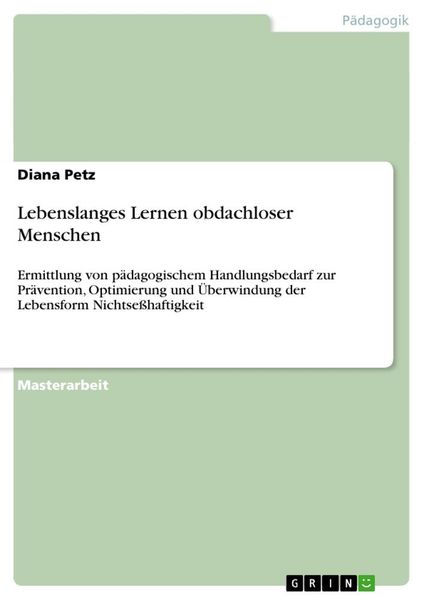 Pädagogik
Diana Petz
Lebenslanges Lernen obdachloser
Menschen
Ermittlung von pädagogischem Handlungsbedarf zur
Prävention, Optimierung und Überwindung der
Lebensform Nichtseßhaftigkeit
Masterarbeit
GRIN